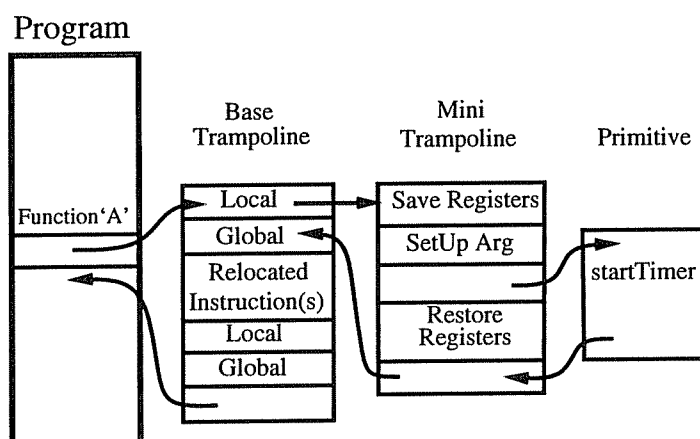 Program
Base
Trampoline
Mini
Trampoline
Primitive
Function‘A’
Local
Global
Relocated
Instruction(s)
Local
Global
Save Registers
SetUp Arg
Restore
Registers
startTimer